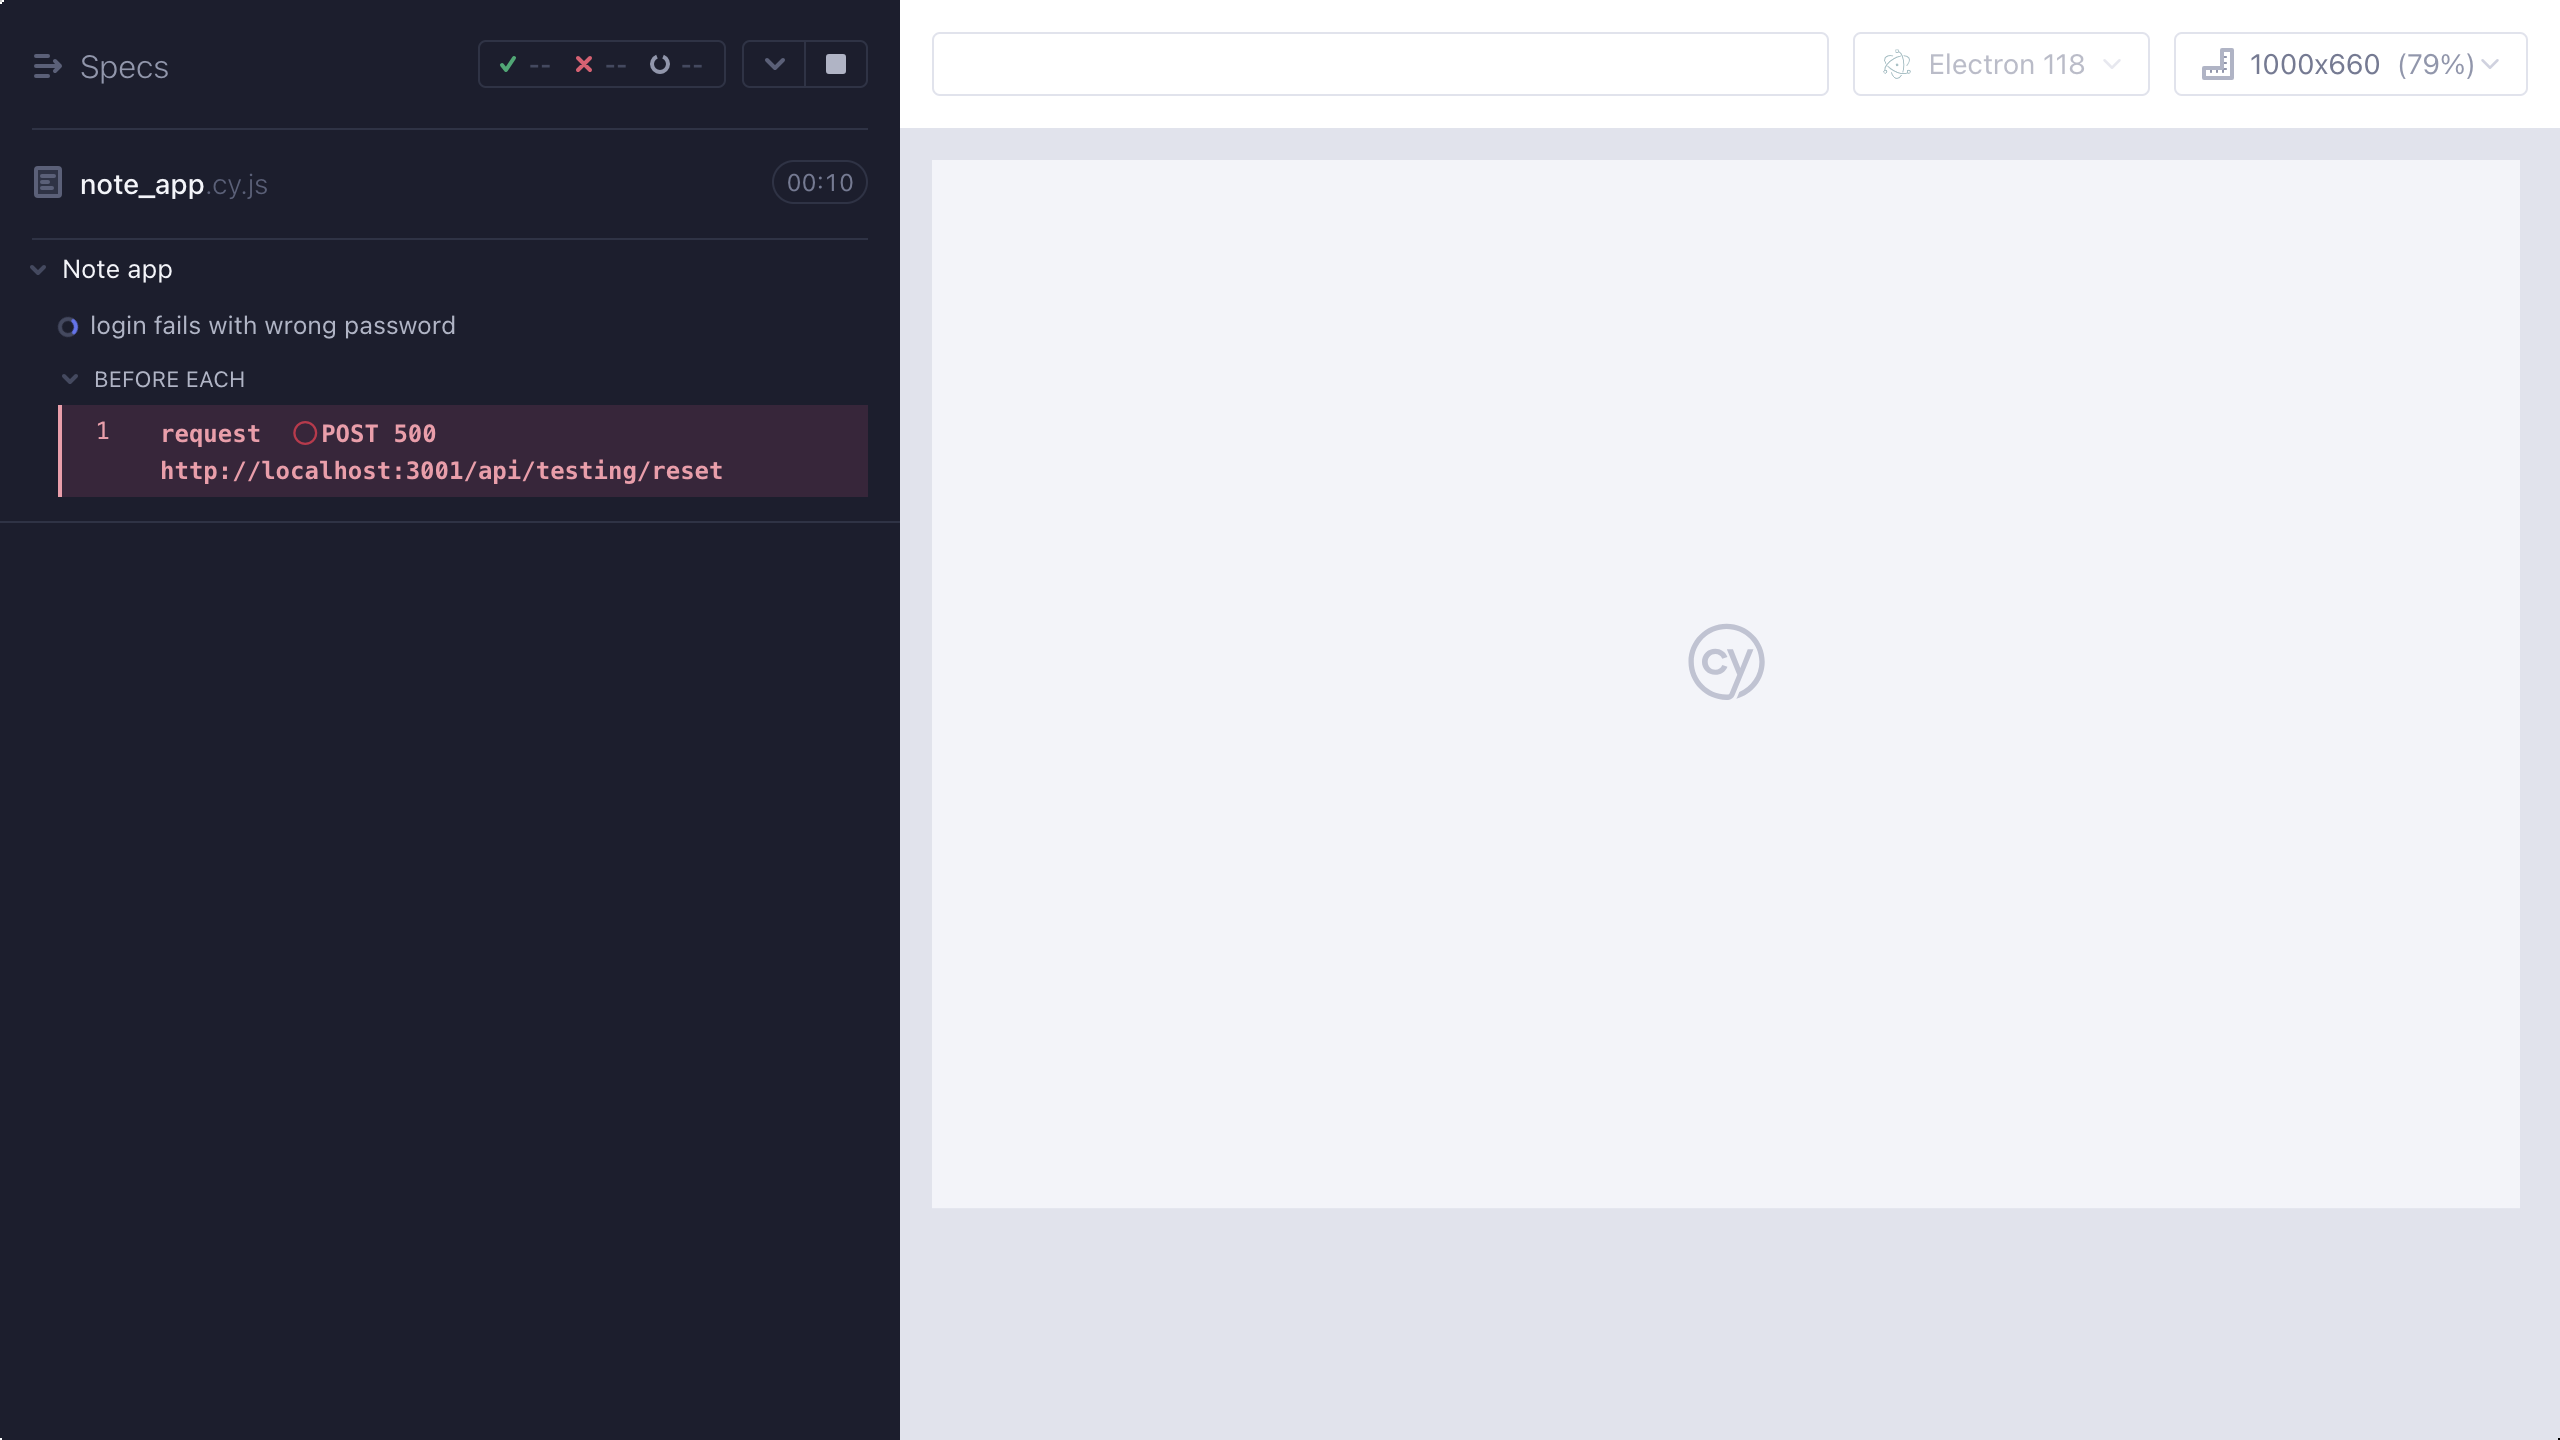 Specs
-- -- --
note_app.cy.js
00:10
Note app
login fails with wrong password
BEFORE EACH
1 request POST 500
http://localhost:3001/api/testing/reset
Electron 118
1000x660 (79%)
cy